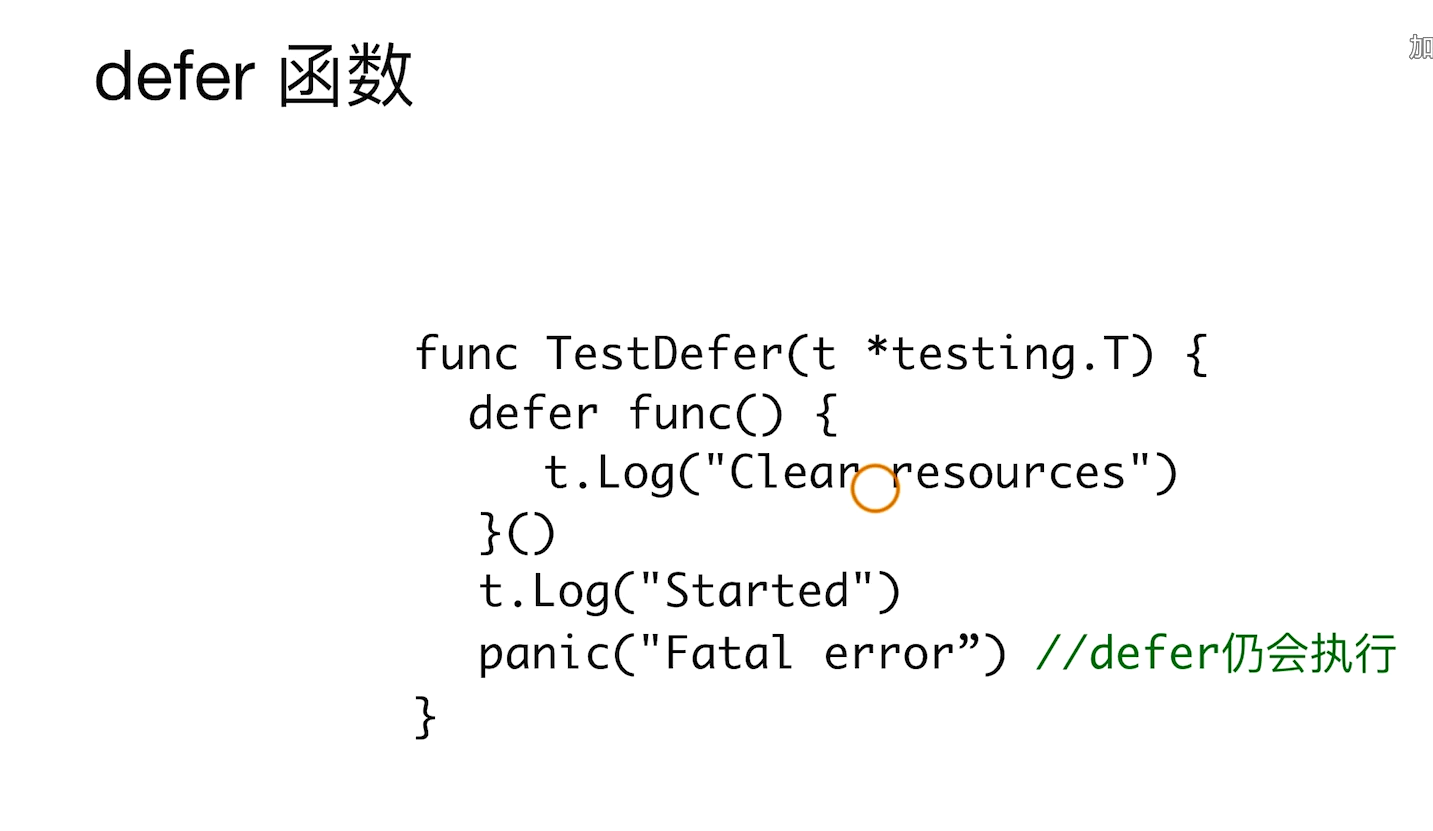 defer 函数
加
func TestDefer(t *testing.T) {
defer func() {
t.Log("Clear resources")
}()
t.Log("Started")
panic("Fatal error”) //defer仍会执行
}